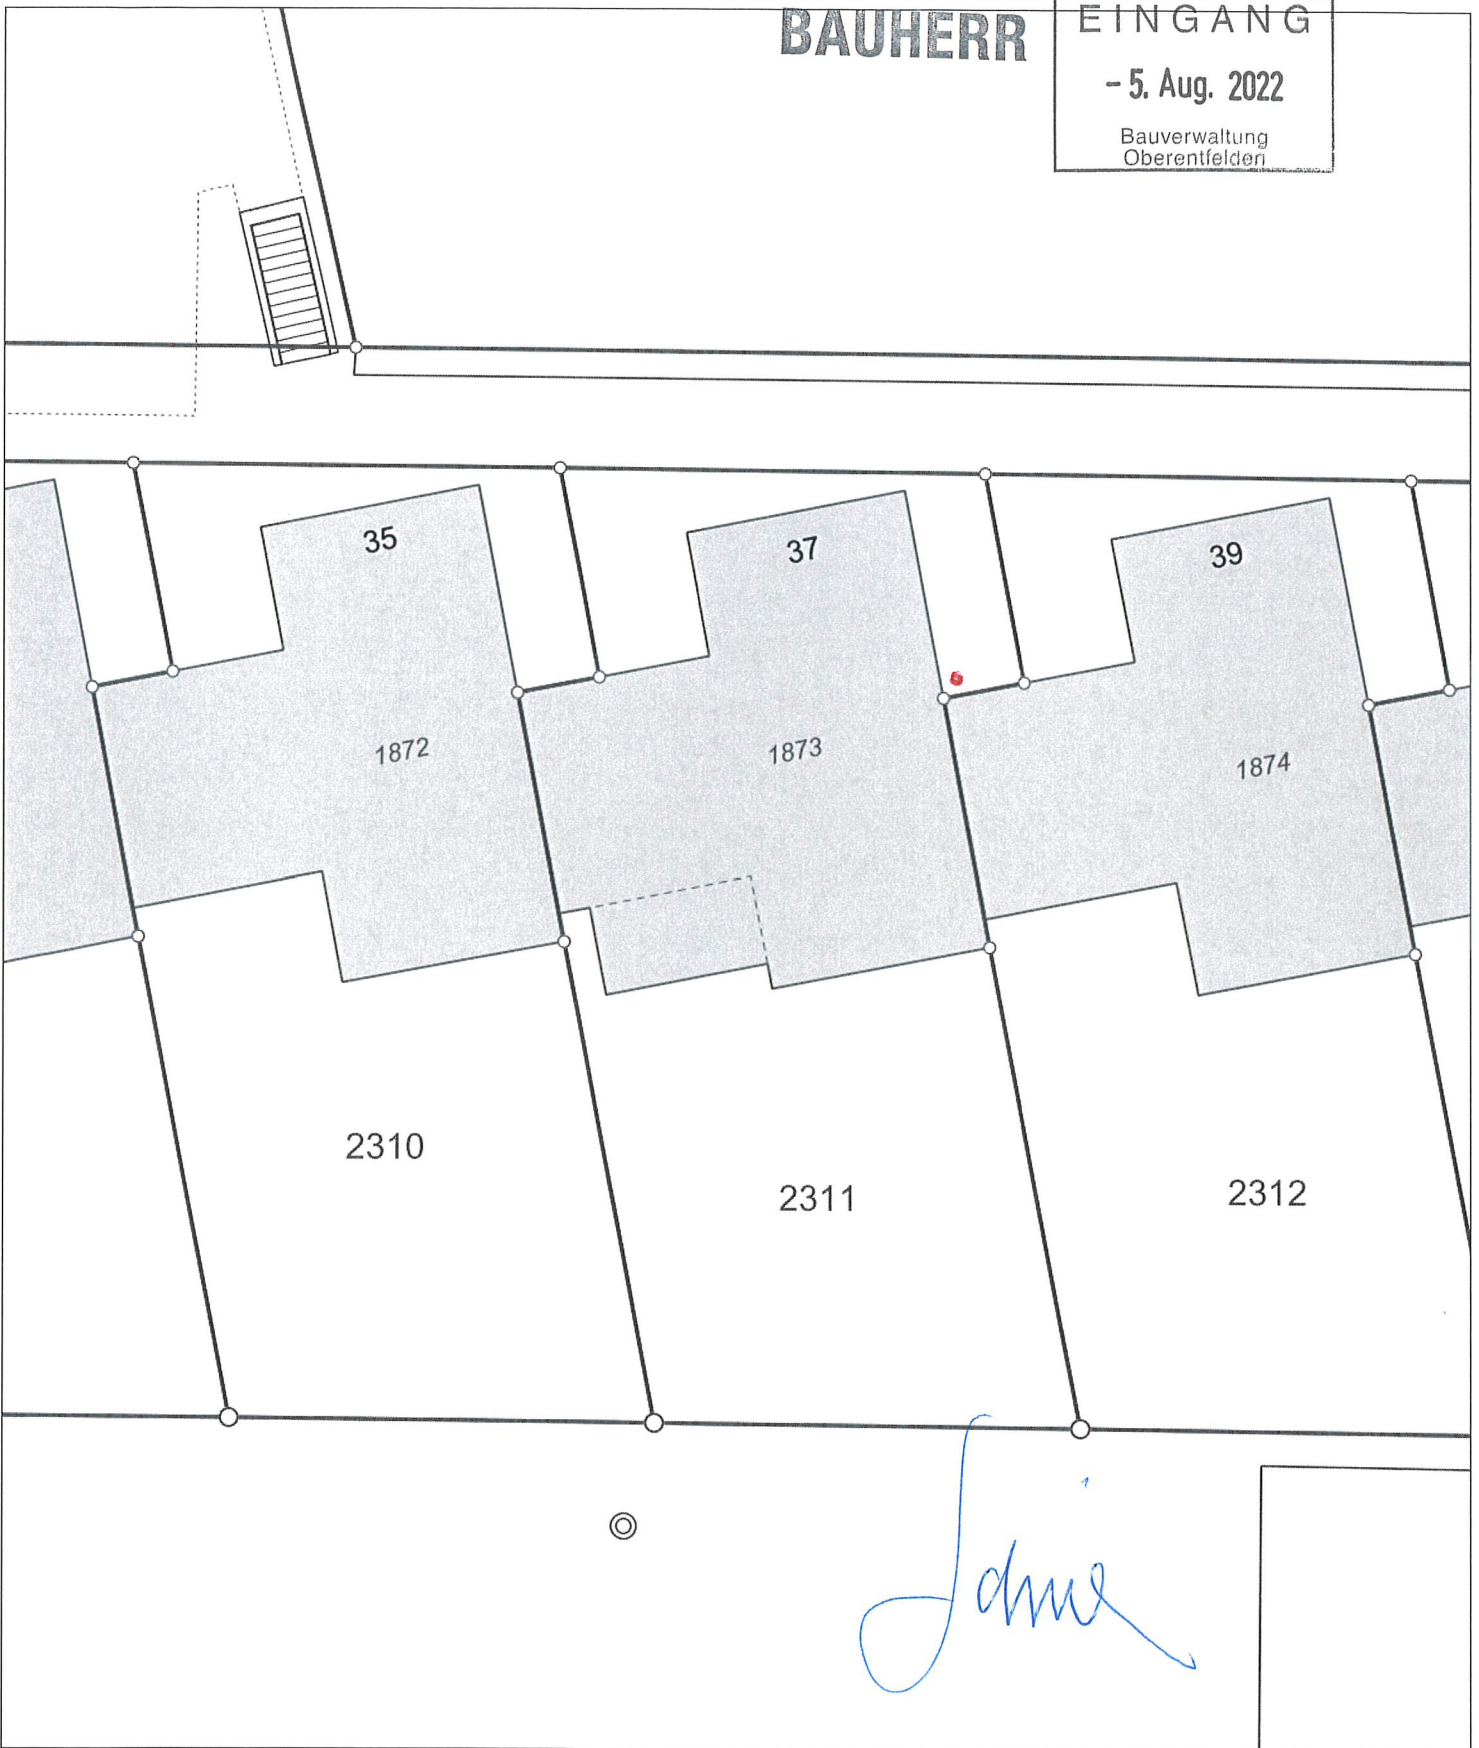 BAUHERR
EINGANG
- 5. Aug. 2022
Bauverwaltung
Oberentfelden
35
37
39
1872
1873
1874
2310
2311
2312